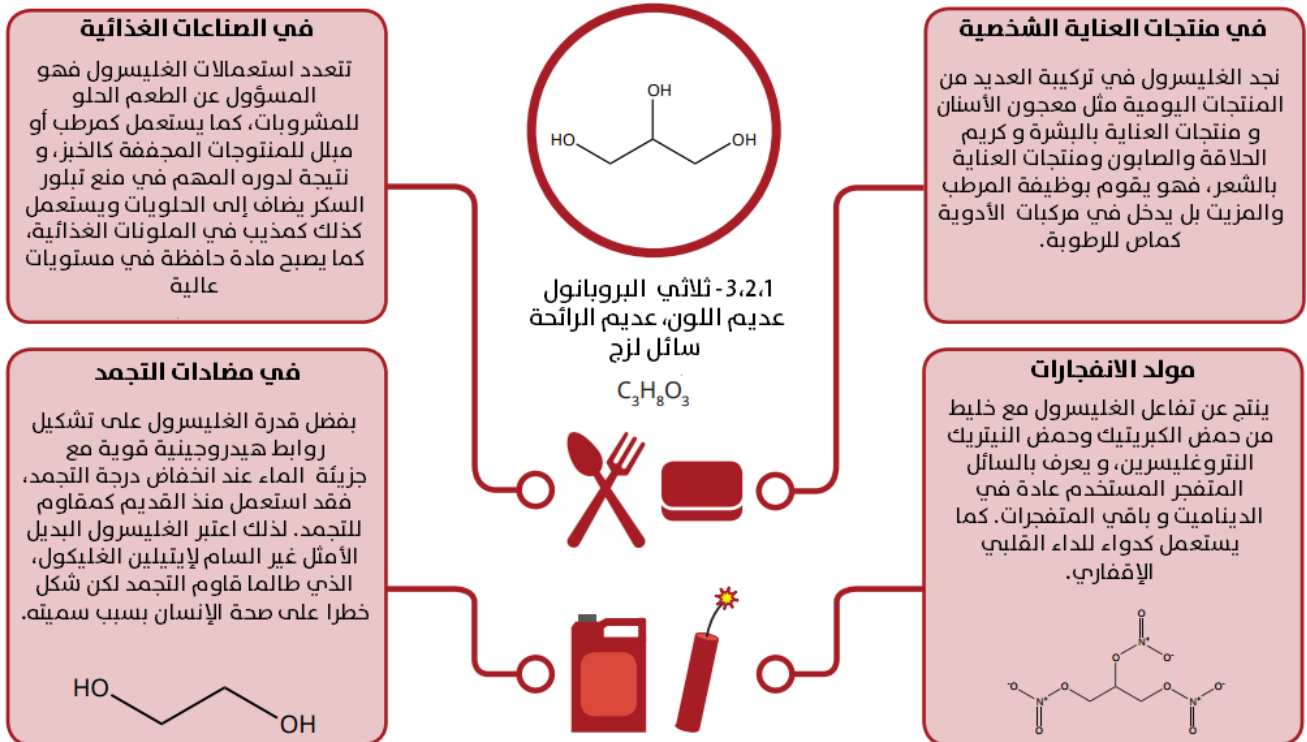 في منتجات العناية الشخصية
نجد الغليسرول في تركيبة العديد من
المنتجات اليومية مثل معجون الأسنان
و منتجات العناية بالبشرة و كريم
الحلاقة والصابون ومنتجات العناية
بالشعر، فهو يقوم بوظيفة المرطب
والمزيت بل يدخل في مركبات الأدوية
كماص للرطوبة.
OH
HO
OH
3،2،1- ثلاثي البروبانول
عديم اللون، عديم الرائحة
سائل لزج
C₃H₈O₃
في الصناعات الغذائية
تتعدد استعمالات الغليسرول فهو
المسؤول عن الطعم الحلو
للمشروبات، كما يستعمل كمرطب أو
مبلل للمنتوجات المجففة كالخبز، و
نتيجة لدوره المهم في منع تبلور
السكر يضاف إلى الحلويات ويستعمل
كذلك كمذيب في الملونات الغذائية،
كما يصبح مادة حافظة في مستويات
عالية
مولد الانفجارات
ينتج عن تفاعل الغليسرول مع خليط
من حمض الكبريتيك وحمض النيتريك
النتروغليسرين، و يعرف بالسائل
المتفجر المستخدم عادة في
الديناميت و باقي المتفجرات. كما
يستعمل كدواء للداء القلبي
الإقفاري.
O
N⁺
O
O⁻
⁻O
N⁺
O
O
O
N⁺
O⁻
O
في مضادات التجمد
بفضل قدرة الغليسرول على تشكيل
روابط هيدروجينية قوية مع
جزيئة الماء عند انخفاض درجة التجمد،
فقد استعمل منذ القديم كمقاوم
للتجمد. لذلك اعتبر الغليسرول البديل
الأمثل غير السام لإيتيلين الغليكول،
الذي طالما قاوم التجمد لكن شكل
خطرا على صحة الإنسان بسبب سميته.
HO
OH